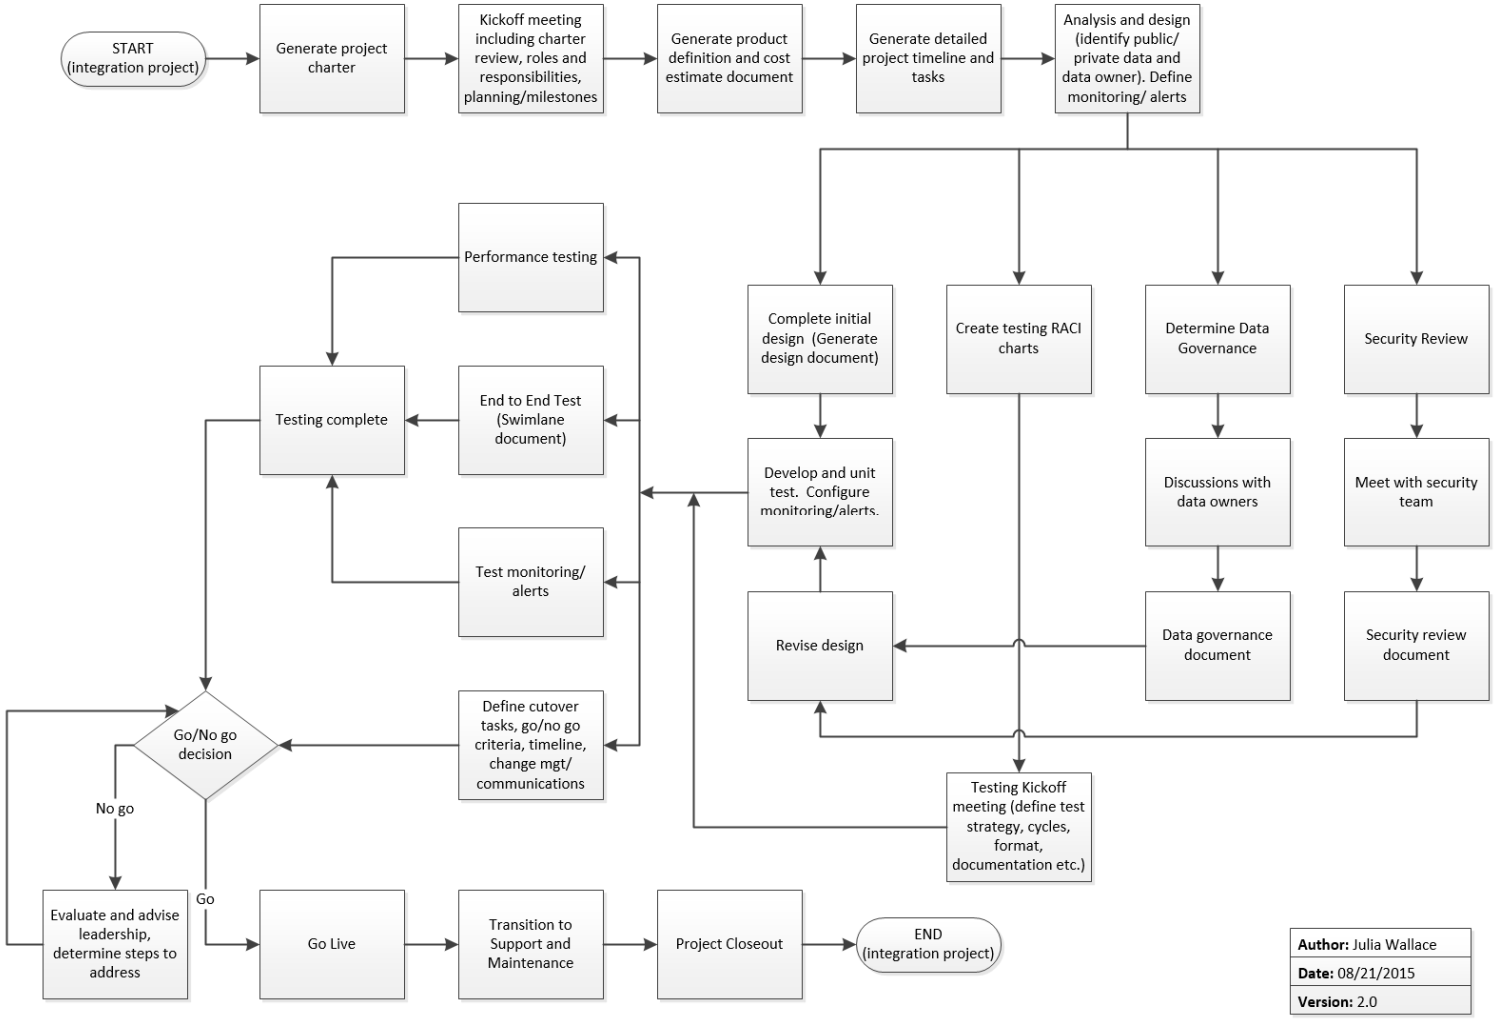 START
(integration project)
Generate project
charter
Kickoff meeting
including charter
review, roles and
responsibilities,
planning/milestones
Generate product
definition and cost
estimate document
Generate detailed
project timeline and
tasks
Analysis and design
(identify public/
private data and
data owner). Define
monitoring/ alerts
Performance testing
Complete initial
design (Generate
design document)
Create testing RACI
charts
Determine Data
Governance
Security Review
Testing complete
End to End Test
(Swimlane
document)
Develop and unit
test. Configure
monitoring/alerts.
Discussions with
data owners
Meet with security
team
Test monitoring/
alerts
Revise design
Data governance
document
Security review
document
Go/No go
decision
Define cutover
tasks, go/no go
criteria, timeline,
change mgt/
communications
No go
Testing Kickoff
meeting (define test
strategy, cycles,
format,
documentation etc.)
Go
Evaluate and advise
leadership,
determine steps to
address
Go Live
Transition to
Support and
Maintenance
Project Closeout
END
(integration project)
Author: Julia Wallace
Date: 08/21/2015
Version: 2.0